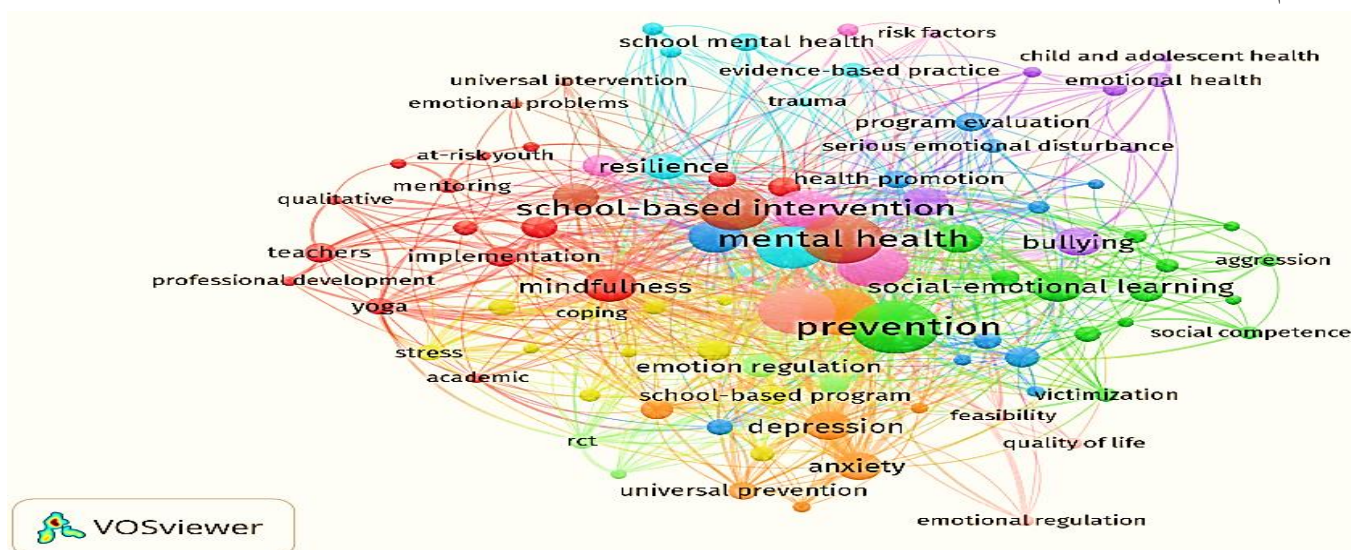 school mental health
risk factors
child and adolescent health
universal intervention
evidence-based practice
emotional health
emotional problems
trauma
program evaluation
serious emotional disturbance
at-risk youth
resilience
health promotion
mentoring
qualitative
school-based intervention
mental health
bullying
teachers
implementation
aggression
professional development
mindfulness
social-emotional learning
yoga
coping
prevention
social competence
stress
emotion regulation
academic
school-based program
victimization
feasibility
depression
rct
quality of life
anxiety
universal prevention
emotional regulation
VOSviewer